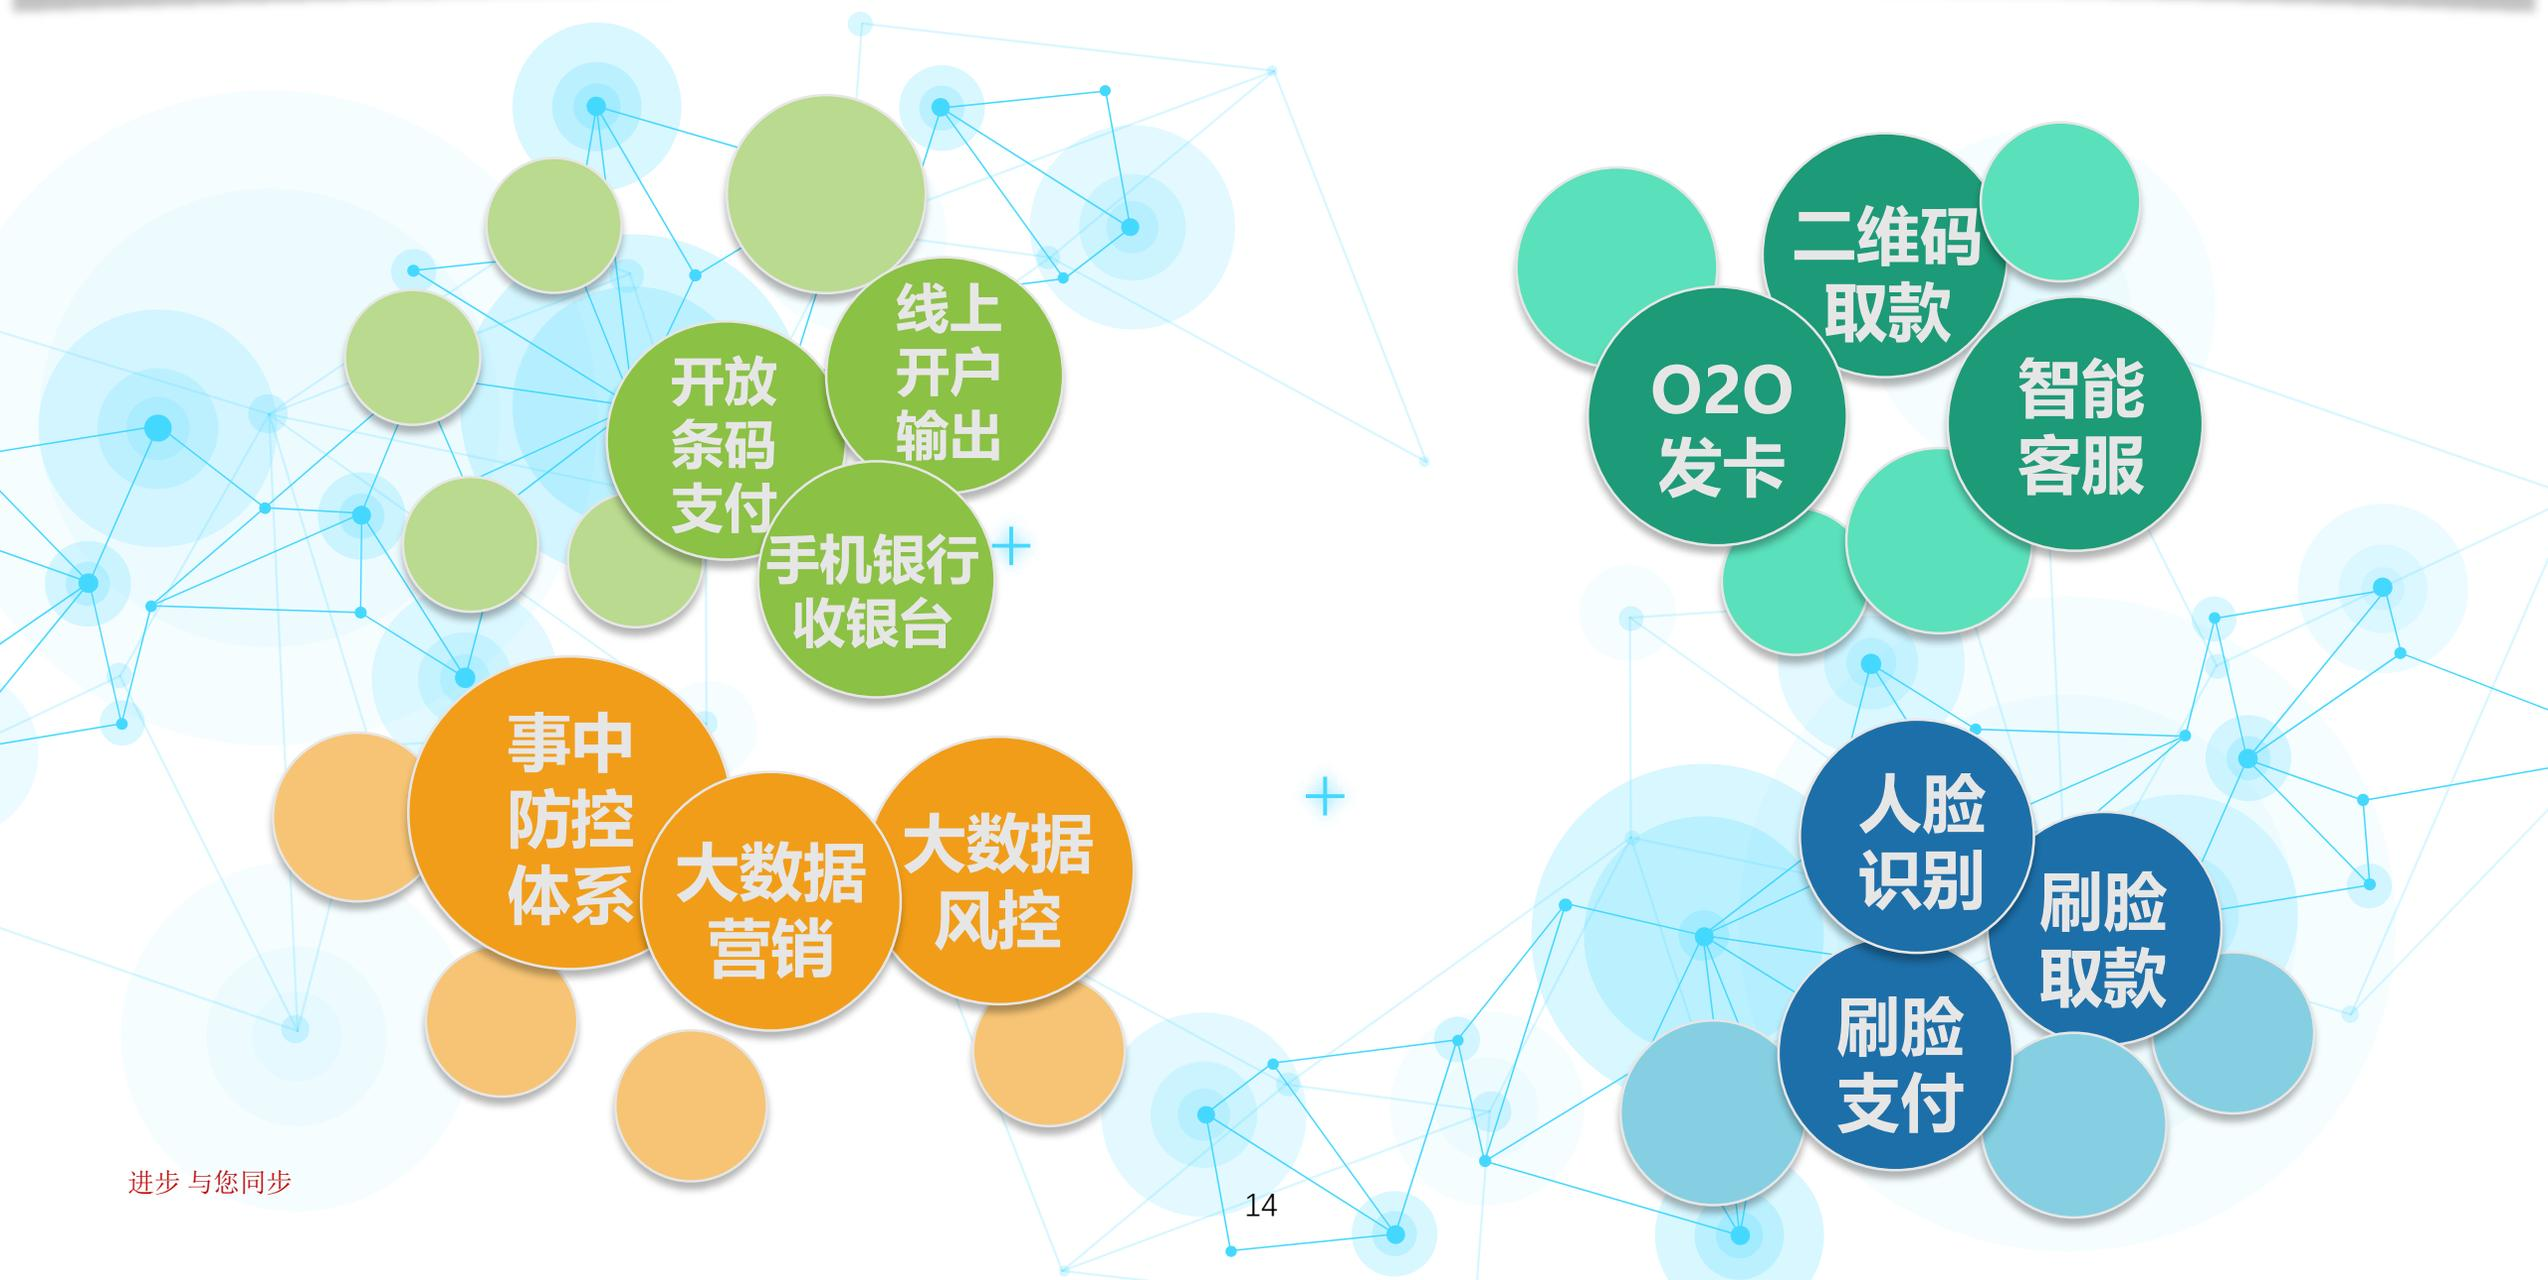 线上
开户
输出
开放
条码
支付
手机银行
收银台
二维码
取款
O2O
发卡
智能
客服
事中
防控
体系
大数据
营销
大数据
风控
人脸
识别
刷脸
取款
刷脸
支付
进步 与您同步
14